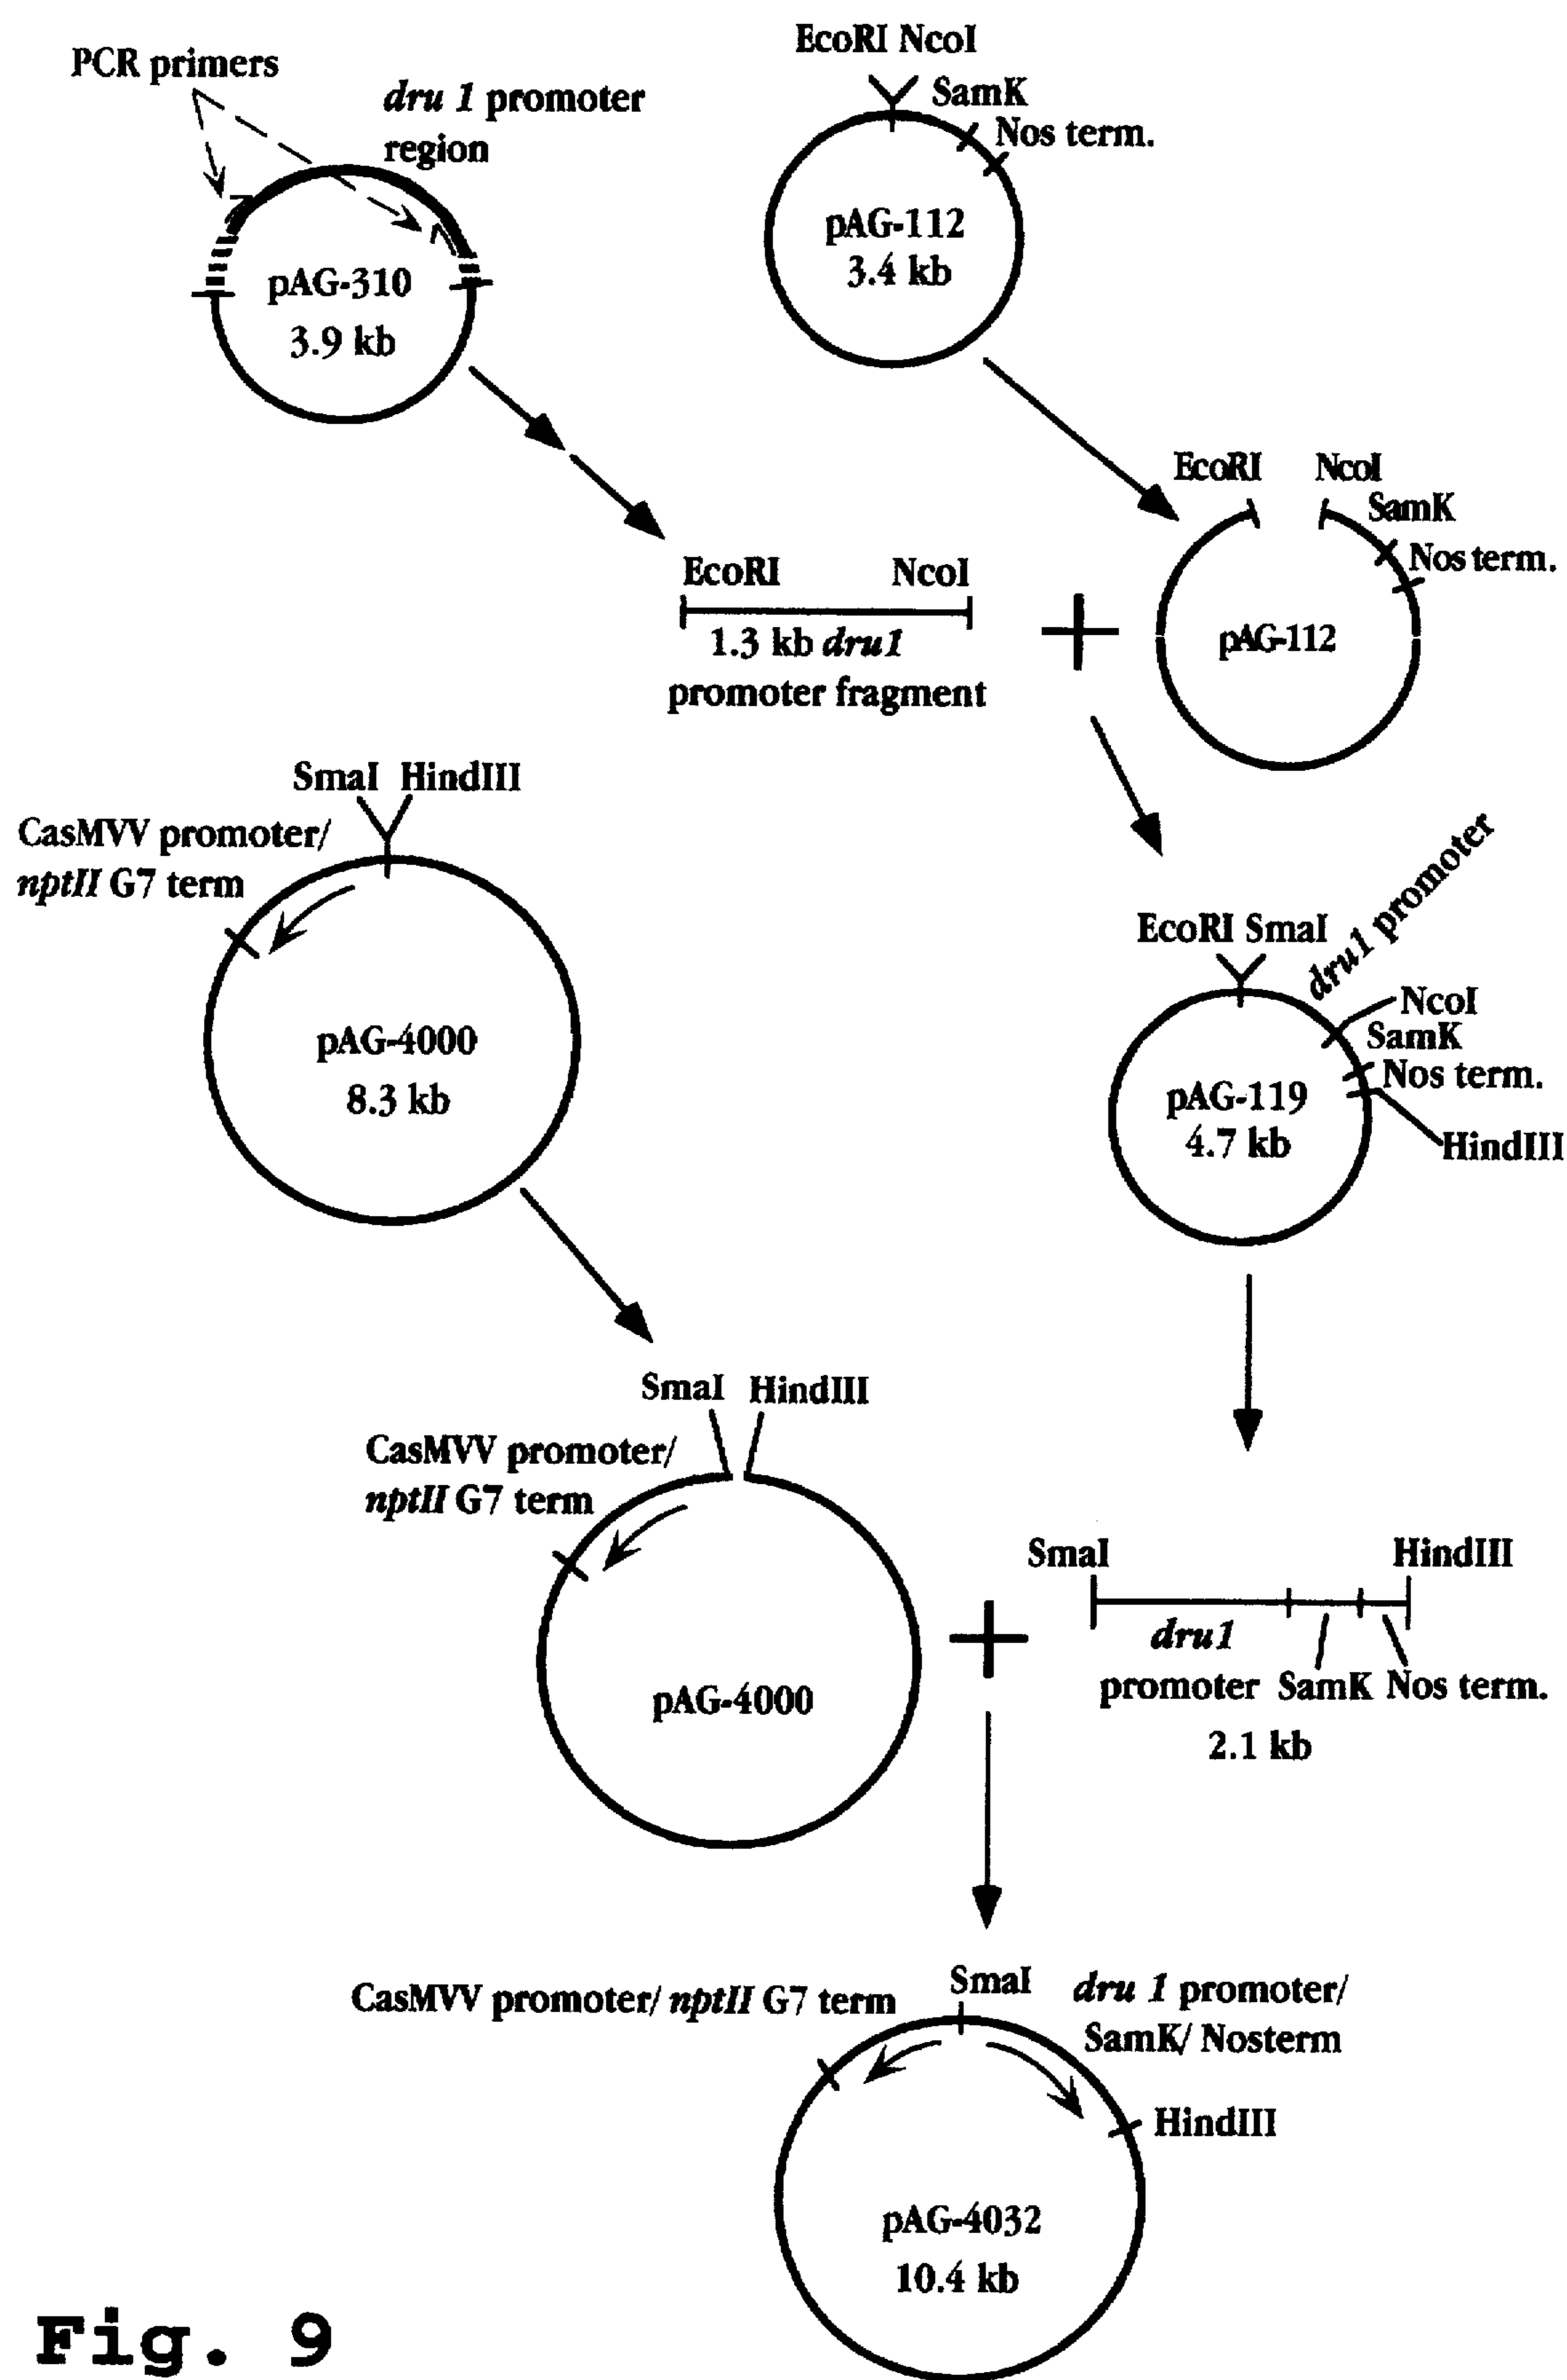 PCR primers
dru 1 promoter
region
pAG-310
3.9 kb
EcoRI NcoI
SamK
Nos term.
pAG-112
3.4 kb
EcoRI NcoI
SamK
Nos term.
pAG-112
EcoRI NcoI
1.3 kb dru1
promoter fragment
SmaI HindIII
CasMVV promoter/
nptII G7 term
pAG-4000
8.3 kb
EcoRI SmaI
dru1 promoter
NcoI
SamK
Nos term.
HindIII
pAG-119
4.7 kb
SmaI HindIII
CasMVV promoter/
nptII G7 term
pAG-4000
SmaI HindIII
dru1
promoter SamK Nos term.
2.1 kb
CasMVV promoter/ nptII G7 term
SmaI
dru 1 promoter/
SamK/ Nosterm
HindIII
pAG-4032
10.4 kb
Fig. 9